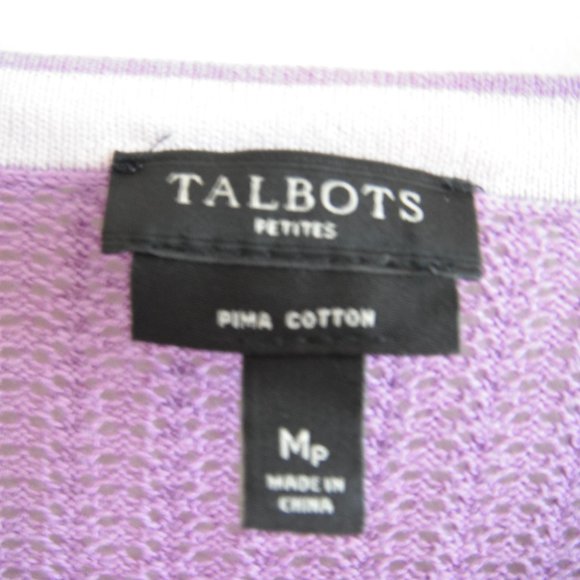 TALBOTS
PETITES
PIMA COTTON
MP
MADE IN
CHINA